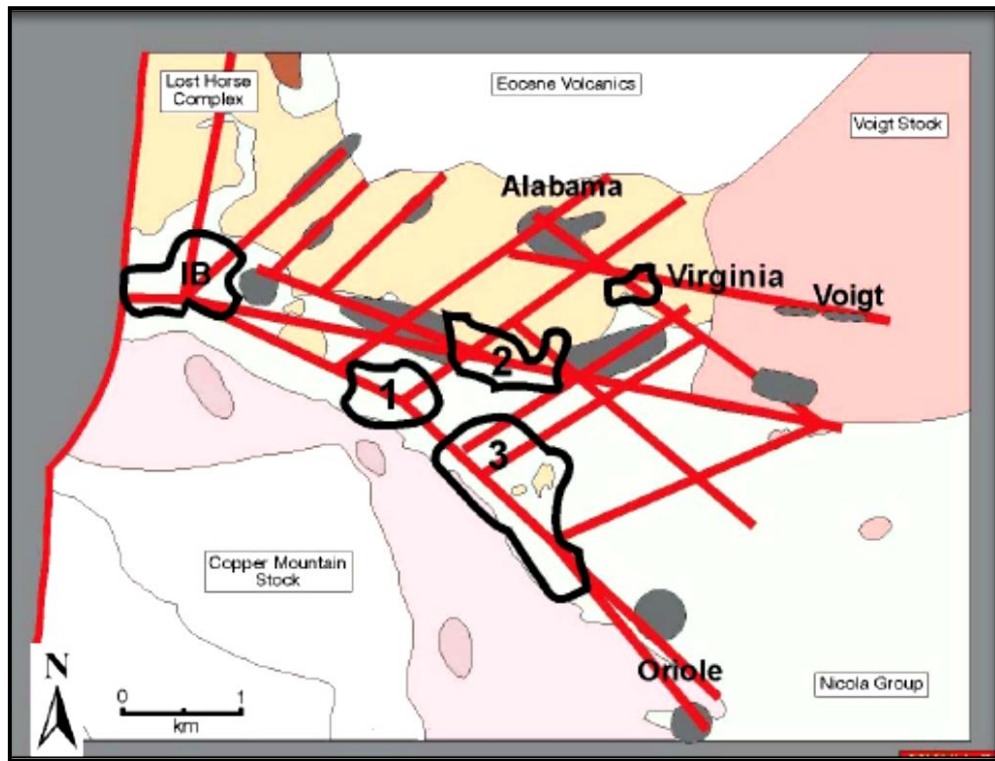 Lost Horse
Complex
Eocene Volcanics
Voigt Stock
Alabama
IB
Virginia
Voigt
2
1
3
Copper Mountain
Stock
Oriole
Nicola Group
N
0 1
km